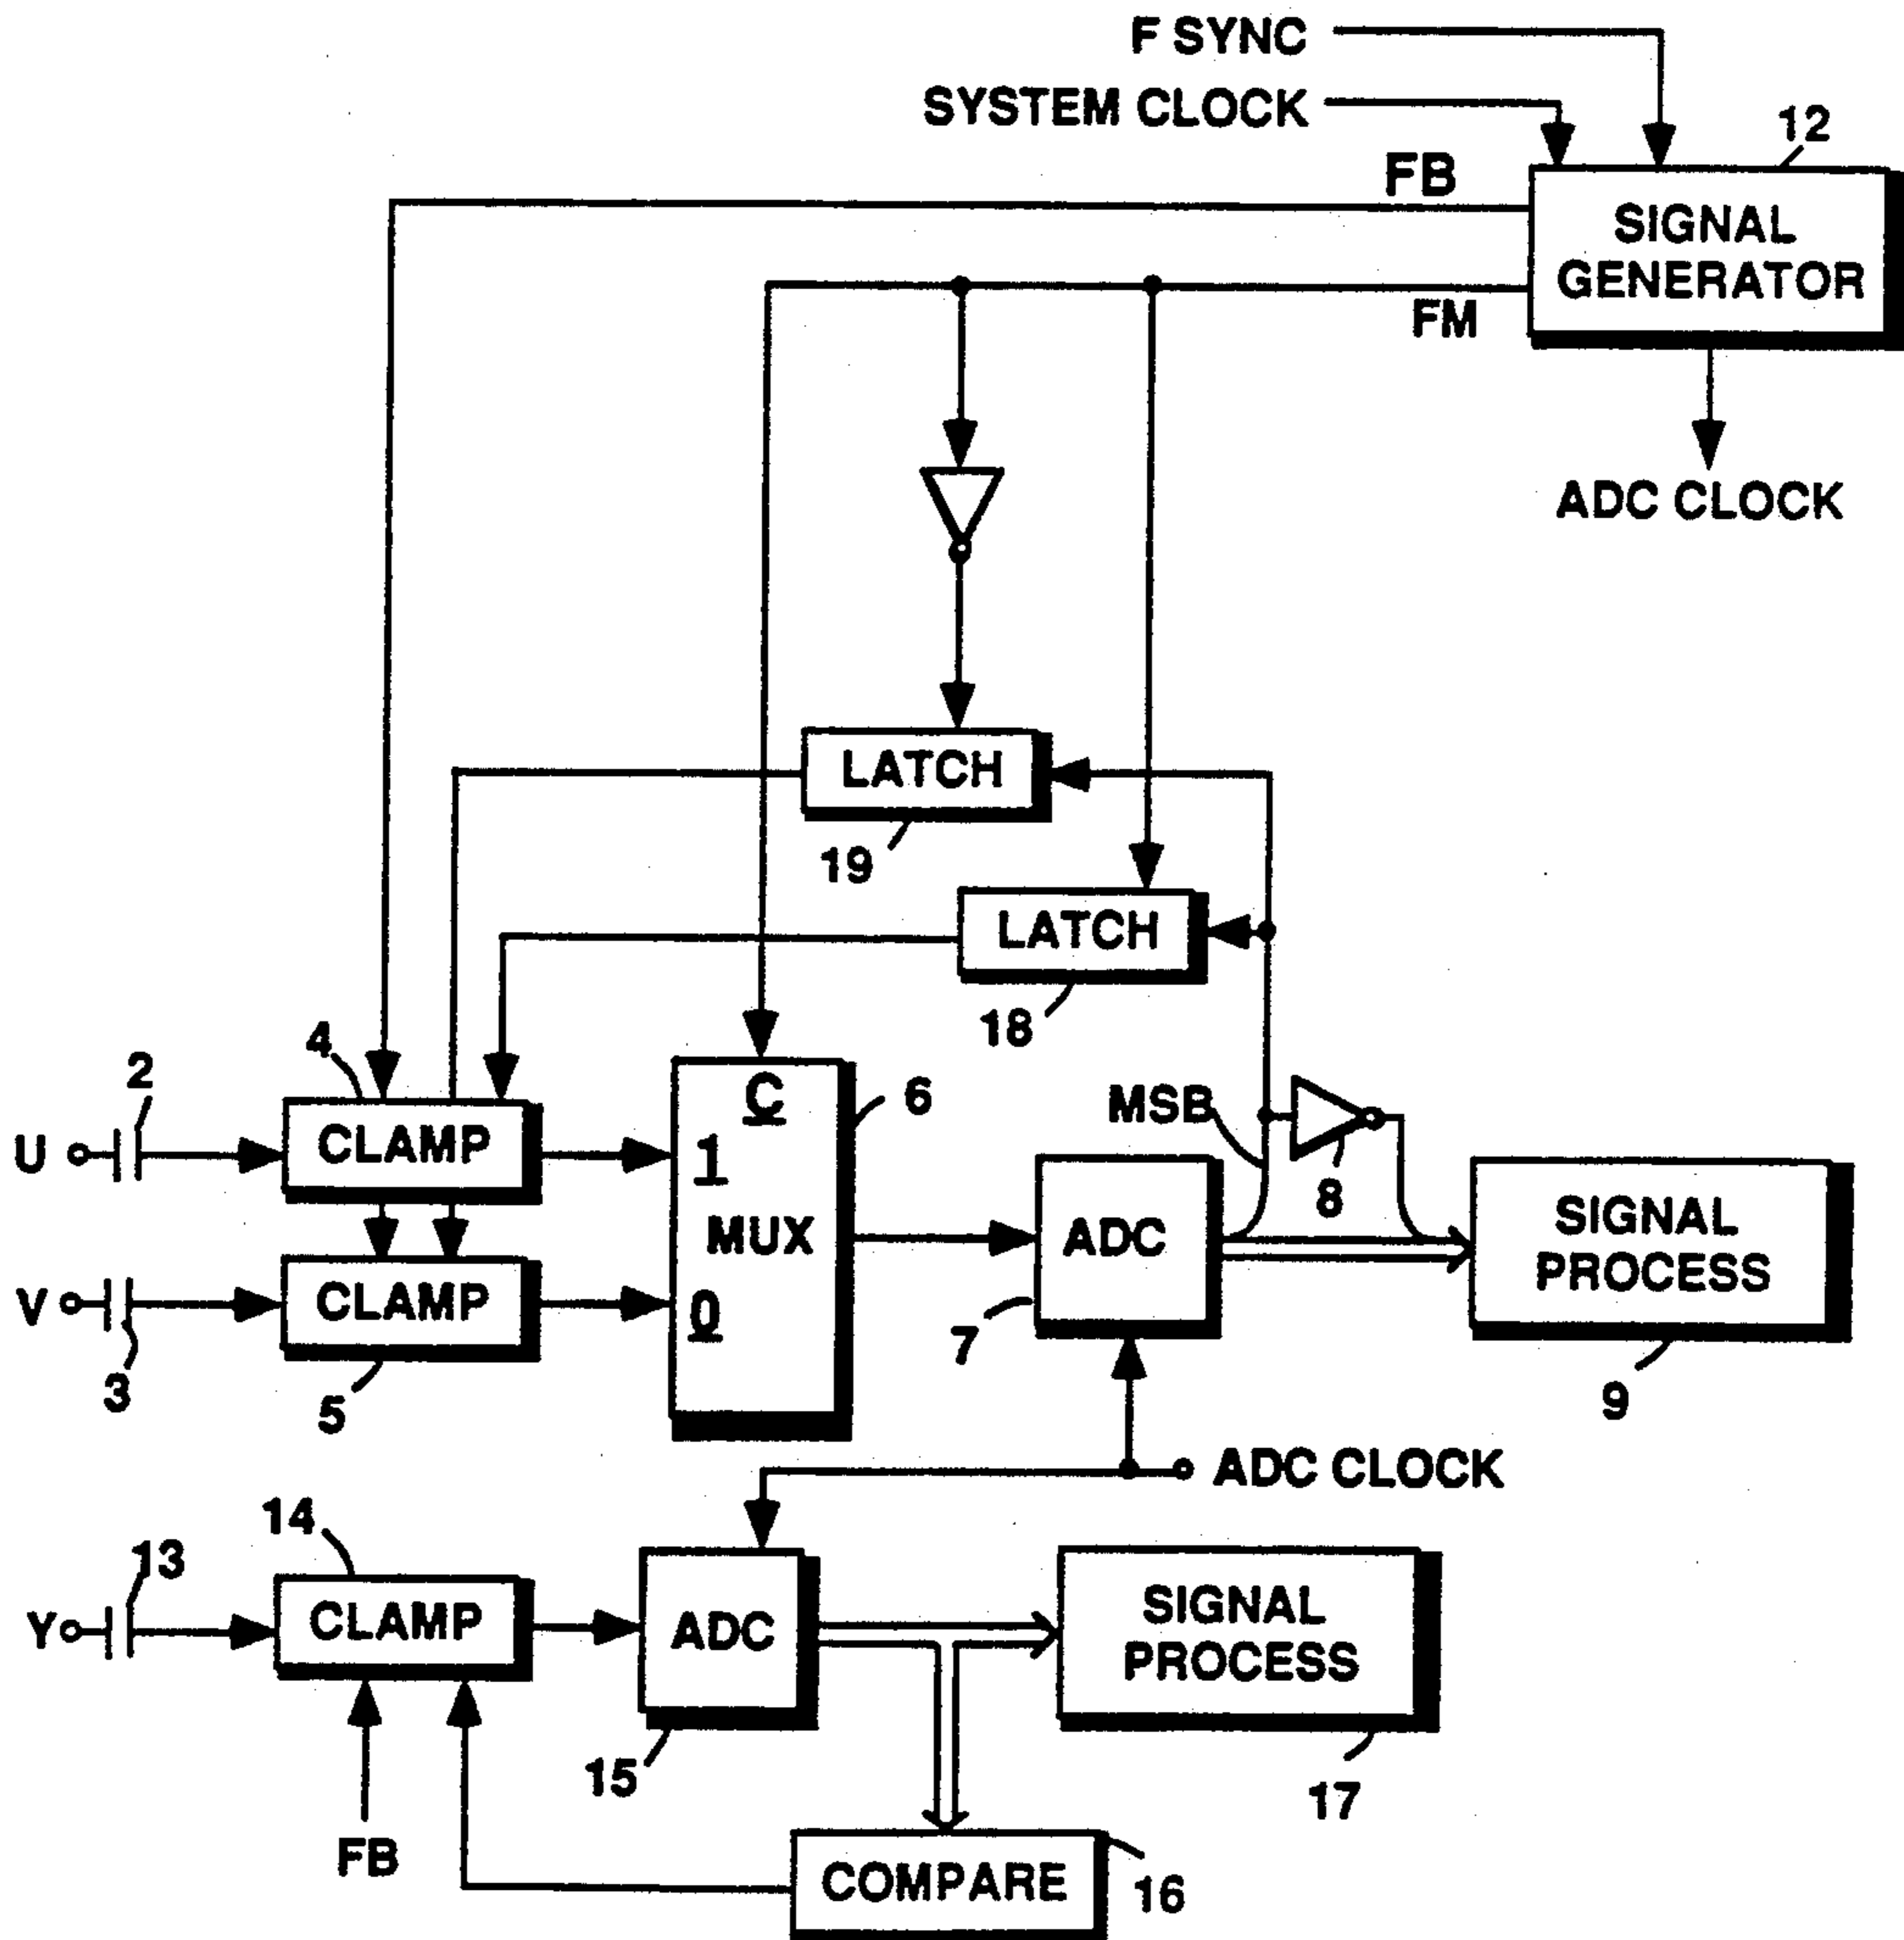 F SYNC
SYSTEM CLOCK
12
FB
SIGNAL
GENERATOR
FM
ADC CLOCK
LATCH
19
LATCH
18
4
2
C
6
MSB
U
CLAMP
1
8
MUX
ADC
SIGNAL
PROCESS
V
CLAMP
0
7
3
5
9
ADC CLOCK
14
13
Y
CLAMP
ADC
SIGNAL
PROCESS
15
17
FB
COMPARE
16